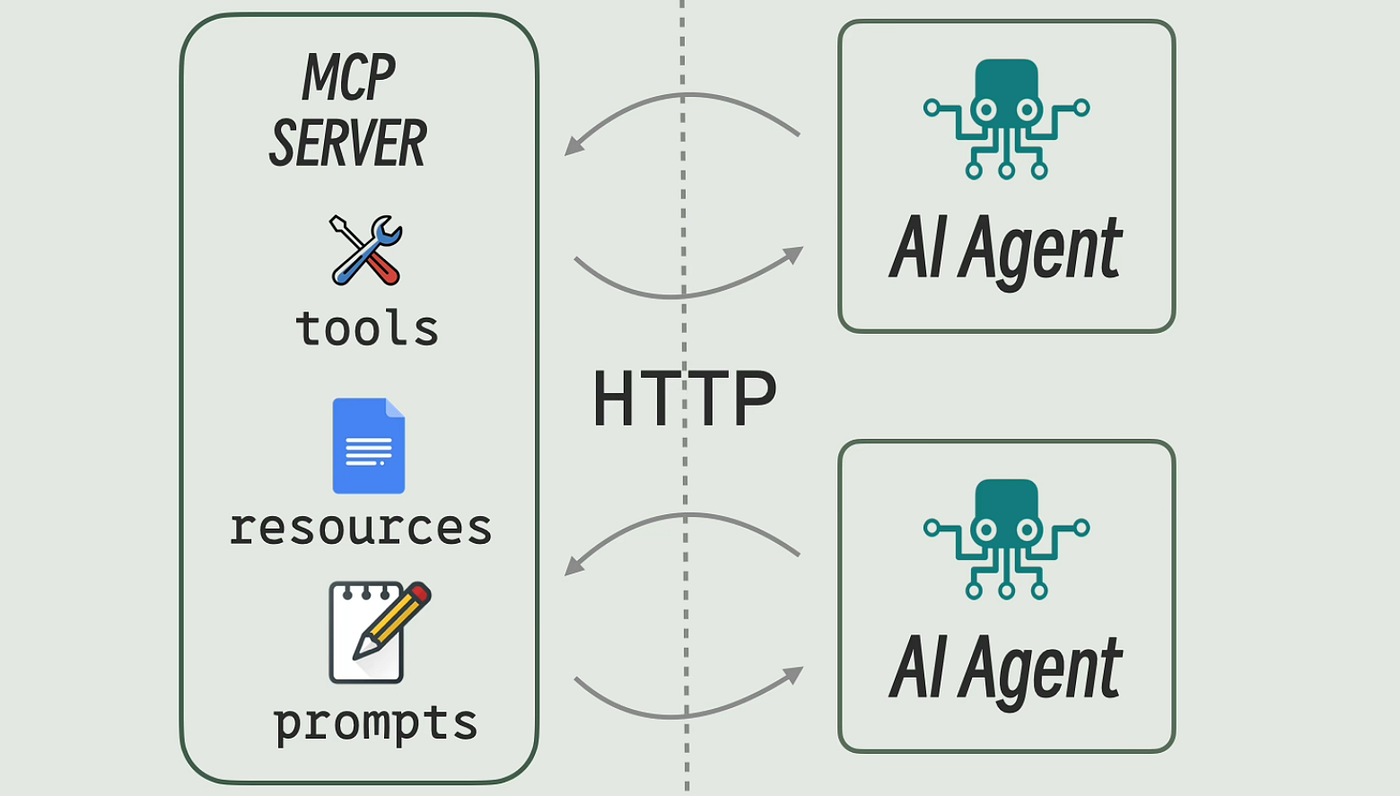 MCP
SERVER
tools
resources
prompts
HTTP
AI Agent
AI Agent